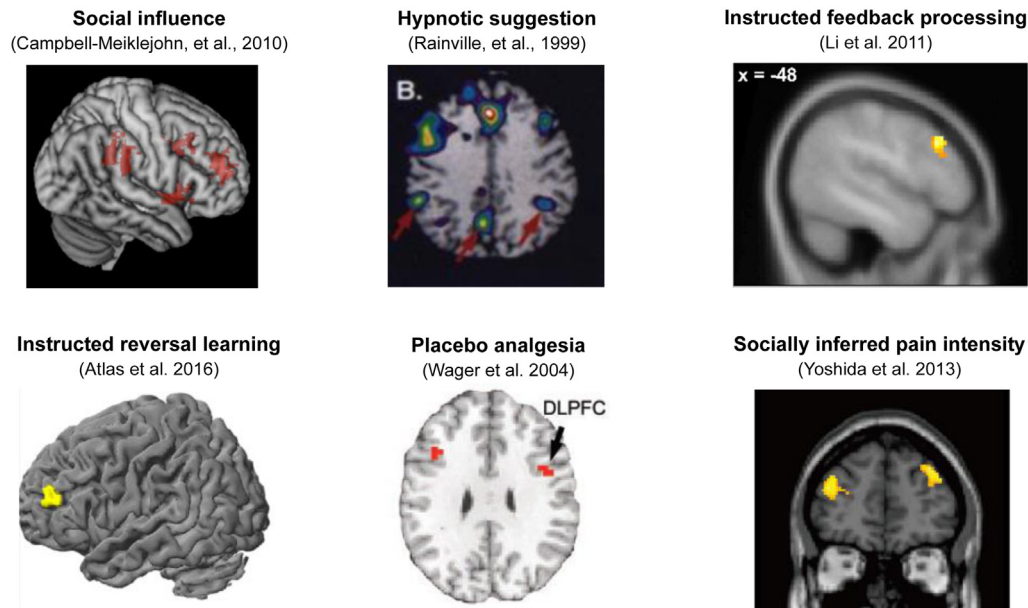 Social influence
(Campbell-Meiklejohn, et al., 2010)
Hypnotic suggestion
(Rainville, et al., 1999)
Instructed feedback processing
(Li et al. 2011)
B.
x = -48
Instructed reversal learning
(Atlas et al. 2016)
Placebo analgesia
(Wager et al. 2004)
Socially inferred pain intensity
(Yoshida et al. 2013)
DLPFC